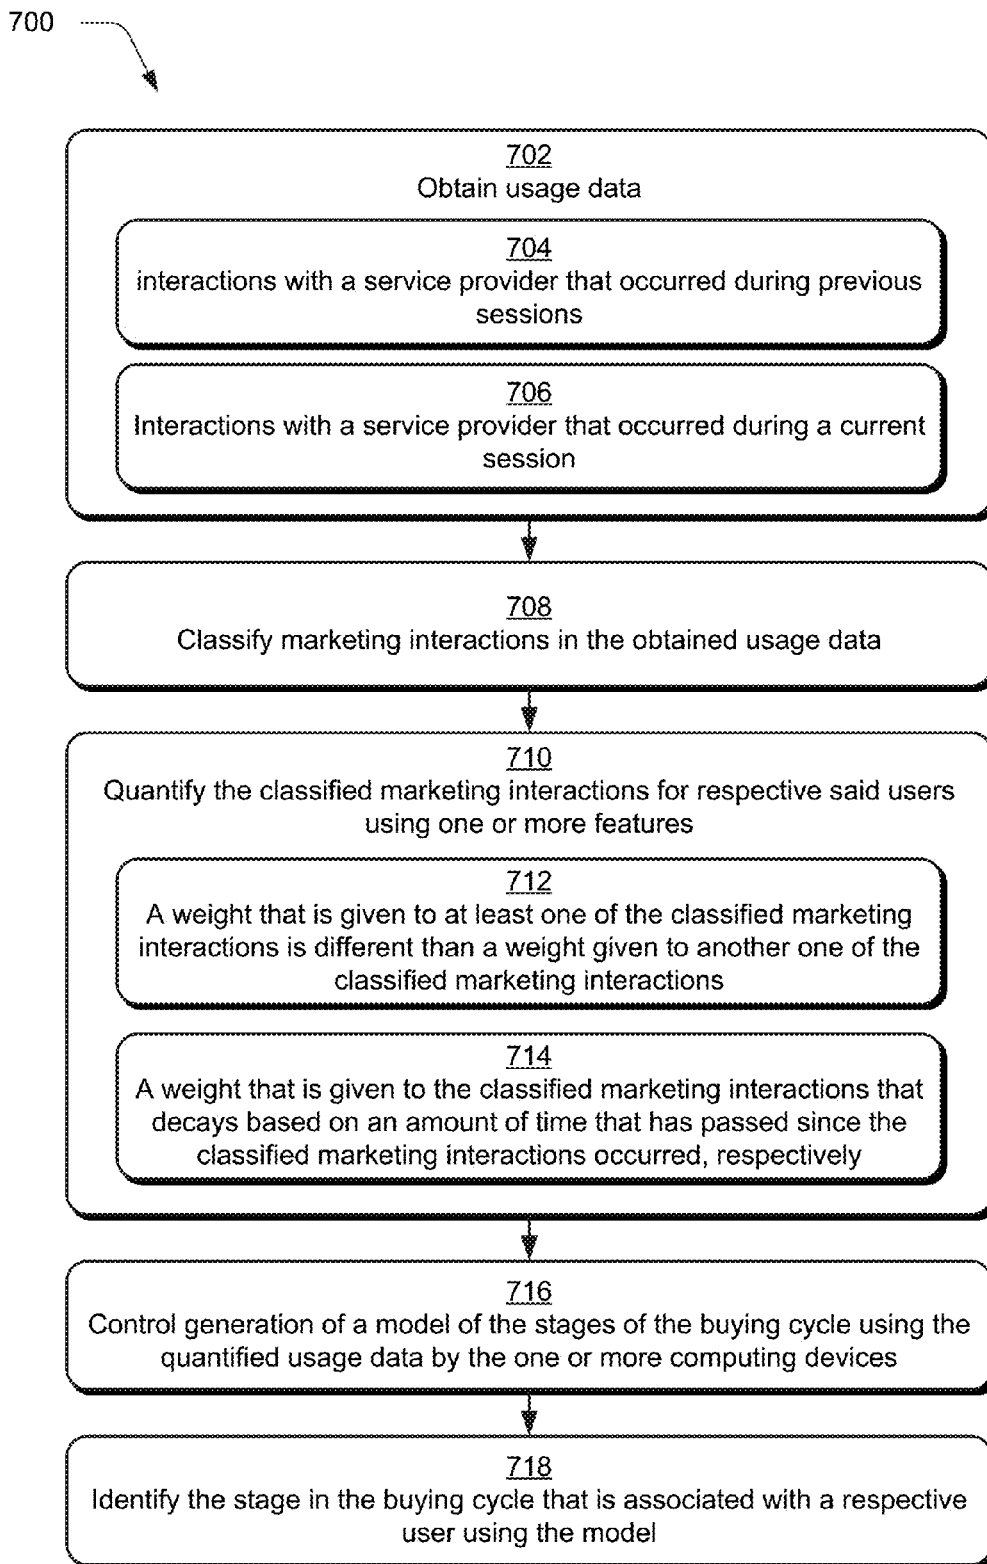 700
702
Obtain usage data
704
interactions with a service provider that occurred during previous
sessions
706
Interactions with a service provider that occurred during a current
session
708
Classify marketing interactions in the obtained usage data
710
Quantify the classified marketing interactions for respective said users
using one or more features
712
A weight that is given to at least one of the classified marketing
interactions is different than a weight given to another one of the
classified marketing interactions
714
A weight that is given to the classified marketing interactions that
decays based on an amount of time that has passed since the
classified marketing interactions occurred, respectively
716
Control generation of a model of the stages of the buying cycle using the
quantified usage data by the one or more computing devices
718
Identify the stage in the buying cycle that is associated with a respective
user using the model